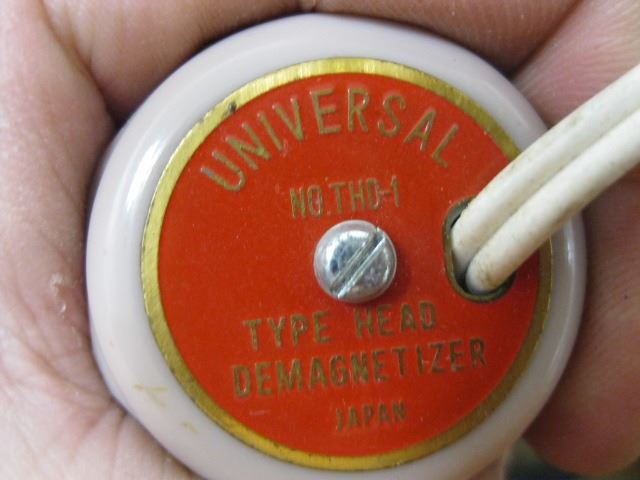 UNIVERSAL
NO.THD-1
TYPE HEAD
DEMAGNETIZER
JAPAN